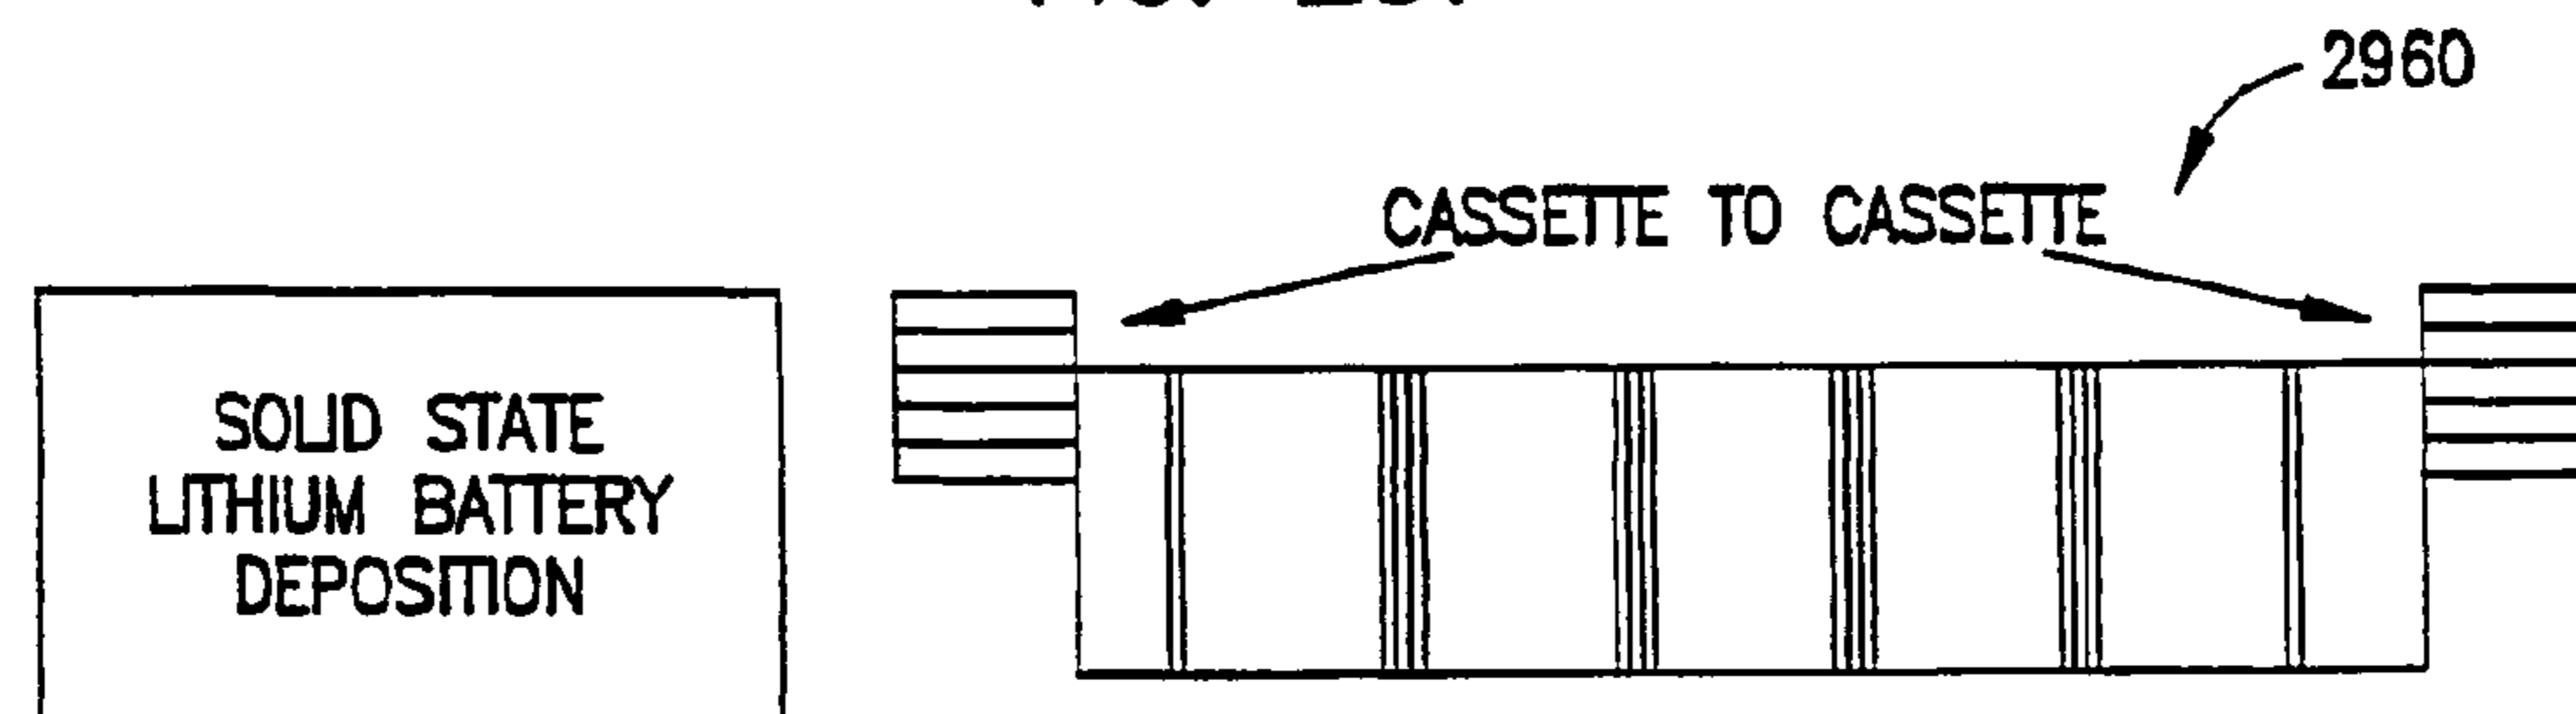 2960
CASSETTE TO CASSETTE
SOLID STATE
LITHIUM BATTERY
DEPOSITION